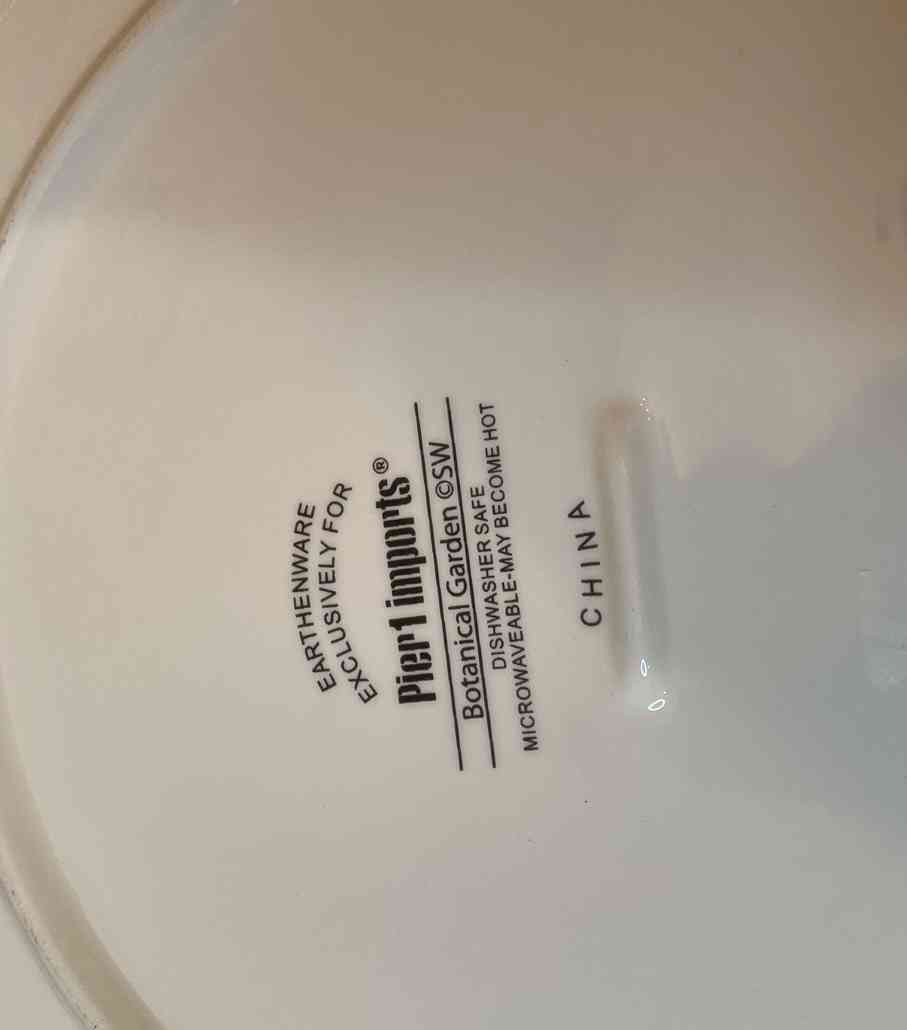 EARTHENWARE
EXCLUSIVELY FOR
Pier1 imports®
Botanical Garden ©SW
DISHWASHER SAFE
MICROWAVEABLE-MAY BECOME HOT
CHINA